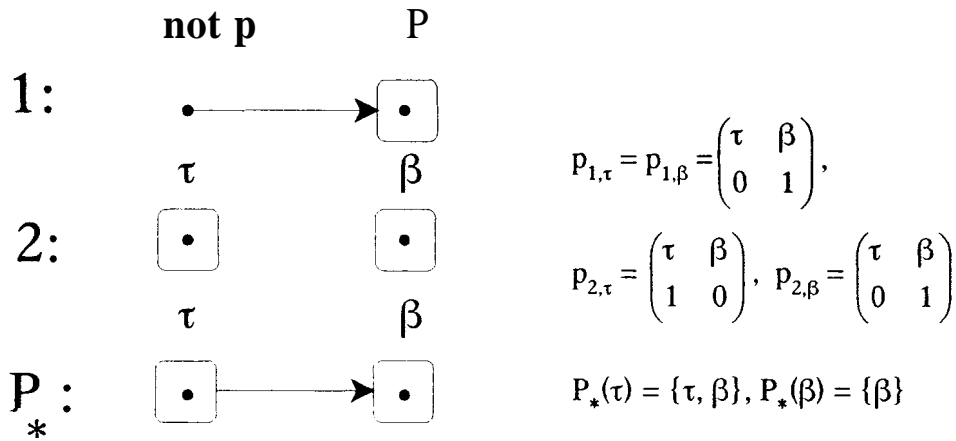 not p P
1:
τ β
p₁,τ = p₁,β = (τ β
0 1),
2:
p₂,τ = (τ β
1 0), p₂,β = (τ β
0 1)
τ β
P* :
P*(τ) = {τ, β}, P*(β) = {β}